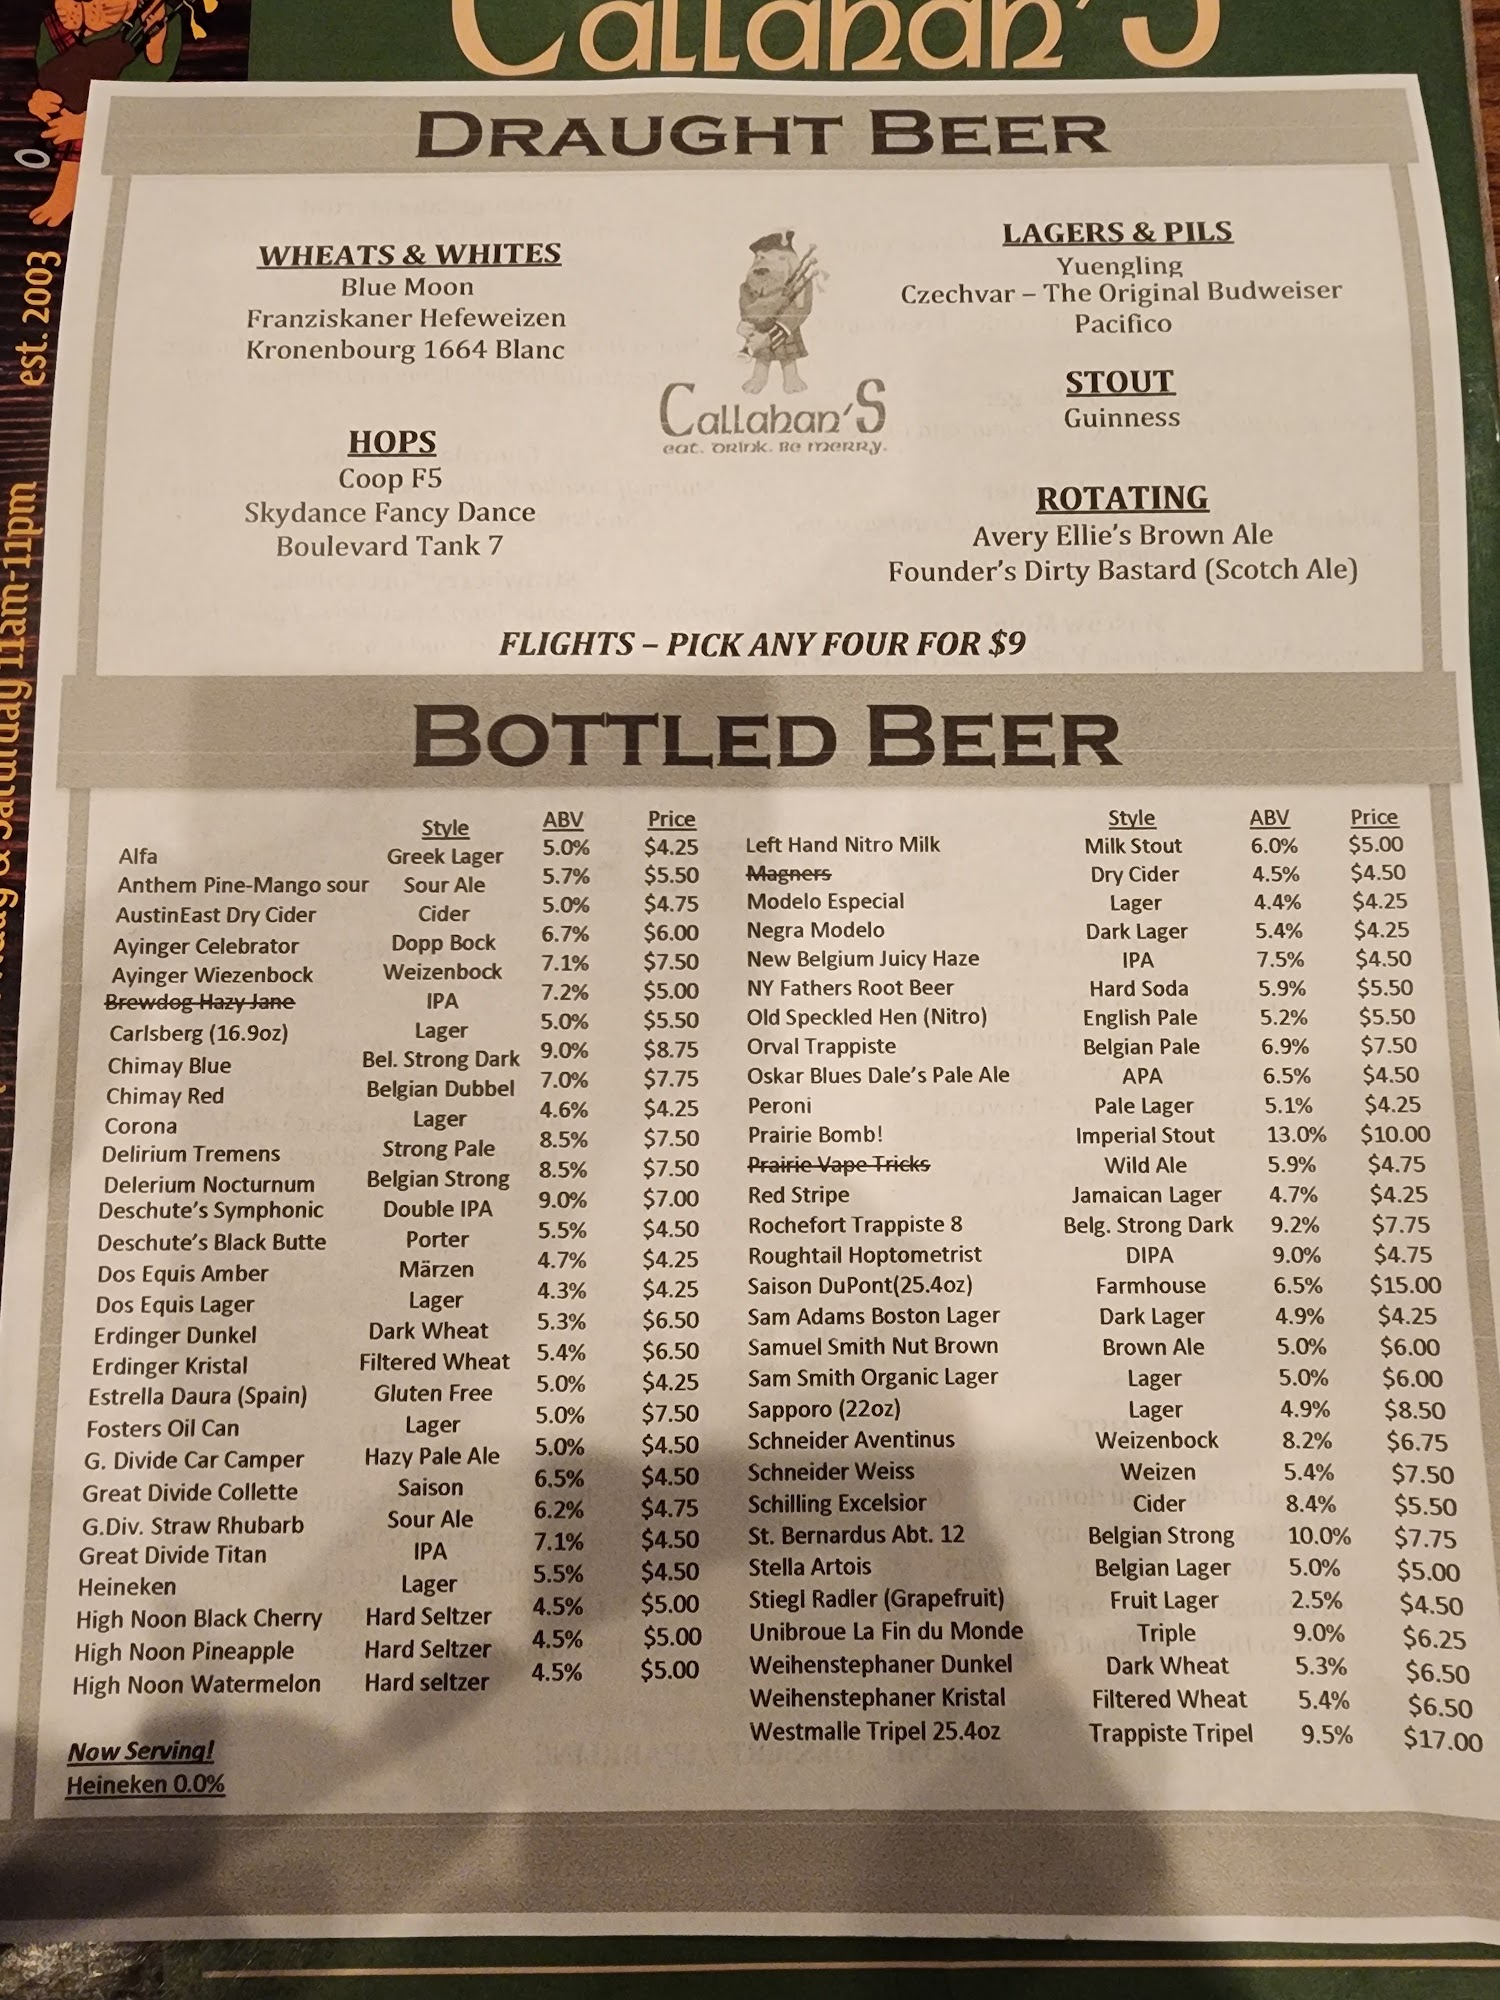 Callahan'S
est. 2003
& Saturday 11am-11pm
DRAUGHT BEER
WHEATS & WHITES
Blue Moon
Franziskaner Hefeweizen
Kronenbourg 1664 Blanc
HOPS
Coop F5
Skydance Fancy Dance
Boulevard Tank 7
Callahan'S
eat. Drink. Be merry.
LAGERS & PILS
Yuengling
Czechvar – The Original Budweiser
Pacifico
STOUT
Guinness
ROTATING
Avery Ellie's Brown Ale
Founder's Dirty Bastard (Scotch Ale)
FLIGHTS – PICK ANY FOUR FOR $9
BOTTLED BEER
Style ABV Price
Alfa Greek Lager 5.0% $4.25
Anthem Pine-Mango sour Sour Ale 5.7% $5.50
AustinEast Dry Cider Cider 5.0% $4.75
Ayinger Celebrator Dopp Bock 6.7% $6.00
Ayinger Wiezenbock Weizenbock 7.1% $7.50
Brewdog Hazy Jane IPA 7.2% $5.00
Carlsberg (16.9oz) Lager 5.0% $5.50
Chimay Blue Bel. Strong Dark 9.0% $8.75
Chimay Red Belgian Dubbel 7.0% $7.75
Corona Lager 4.6% $4.25
Delirium Tremens Strong Pale 8.5% $7.50
Delerium Nocturnum Belgian Strong 8.5% $7.50
Deschute's Symphonic Double IPA 9.0% $7.00
Deschute's Black Butte Porter 5.5% $4.50
Dos Equis Amber Märzen 4.7% $4.25
Dos Equis Lager Lager 4.3% $4.25
Erdinger Dunkel Dark Wheat 5.3% $6.50
Erdinger Kristal Filtered Wheat 5.4% $6.50
Estrella Daura (Spain) Gluten Free 5.0% $4.25
Fosters Oil Can Lager 5.0% $7.50
G. Divide Car Camper Hazy Pale Ale 5.0% $4.50
Great Divide Collette Saison 6.5% $4.50
G.Div. Straw Rhubarb Sour Ale 6.2% $4.75
Great Divide Titan IPA 7.1% $4.50
Heineken Lager 5.5% $4.50
High Noon Black Cherry Hard Seltzer 4.5% $5.00
High Noon Pineapple Hard Seltzer 4.5% $5.00
High Noon Watermelon Hard seltzer 4.5% $5.00
Now Serving!
Heineken 0.0%
Style ABV Price
Left Hand Nitro Milk Milk Stout 6.0% $5.00
Magners Dry Cider 4.5% $4.50
Modelo Especial Lager 4.4% $4.25
Negra Modelo Dark Lager 5.4% $4.25
New Belgium Juicy Haze IPA 7.5% $4.50
NY Fathers Root Beer Hard Soda 5.9% $5.50
Old Speckled Hen (Nitro) English Pale 5.2% $5.50
Orval Trappiste Belgian Pale 6.9% $7.50
Oskar Blues Dale's Pale Ale APA 6.5% $4.50
Peroni Pale Lager 5.1% $4.25
Prairie Bomb! Imperial Stout 13.0% $10.00
Prairie Vape Tricks Wild Ale 5.9% $4.75
Red Stripe Jamaican Lager 4.7% $4.25
Rochefort Trappiste 8 Belg. Strong Dark 9.2% $7.75
Roughtail Hoptometrist DIPA 9.0% $4.75
Saison DuPont(25.4oz) Farmhouse 6.5% $15.00
Sam Adams Boston Lager Dark Lager 4.9% $4.25
Samuel Smith Nut Brown Brown Ale 5.0% $6.00
Sam Smith Organic Lager Lager 5.0% $6.00
Sapporo (22oz) Lager 4.9% $8.50
Schneider Aventinus Weizenbock 8.2% $6.75
Schneider Weiss Weizen 5.4% $7.50
Schilling Excelsior Cider 8.4% $5.50
St. Bernardus Abt. 12 Belgian Strong 10.0% $7.75
Stella Artois Belgian Lager 5.0% $5.00
Stiegl Radler (Grapefruit) Fruit Lager 2.5% $4.50
Unibroue La Fin du Monde Triple 9.0% $6.25
Weihenstephaner Dunkel Dark Wheat 5.3% $6.50
Weihenstephaner Kristal Filtered Wheat 5.4% $6.50
Westmalle Tripel 25.4oz Trappiste Tripel 9.5% $17.00